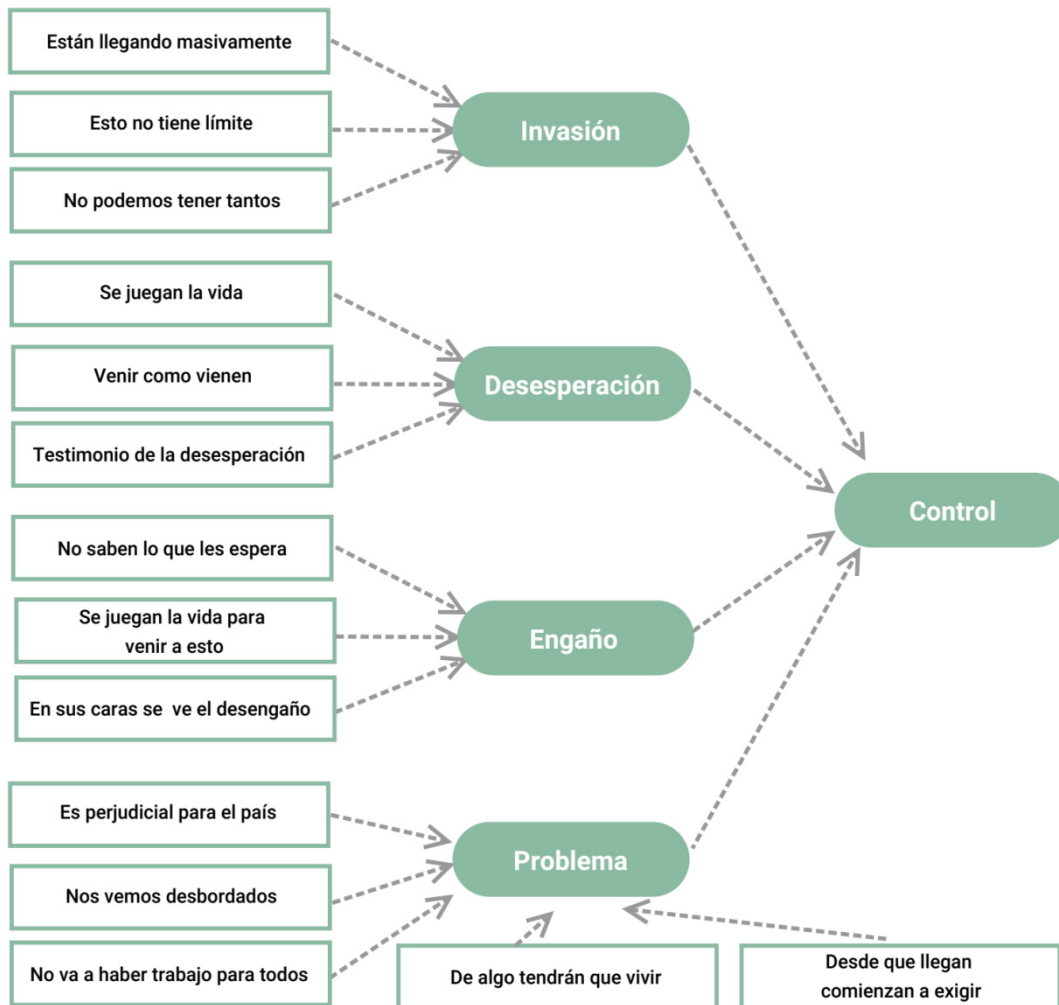 Están llegando masivamente
Esto no tiene límite
No podemos tener tantos
Invasión
Se juegan la vida
Venir como vienen
Testimonio de la desesperación
Desesperación
Control
No saben lo que les espera
Se juegan la vida para
venir a esto
En sus caras se ve el desengaño
Engaño
Es perjudicial para el país
Nos vemos desbordados
No va a haber trabajo para todos
Problema
De algo tendrán que vivir
Desde que llegan
comienzan a exigir